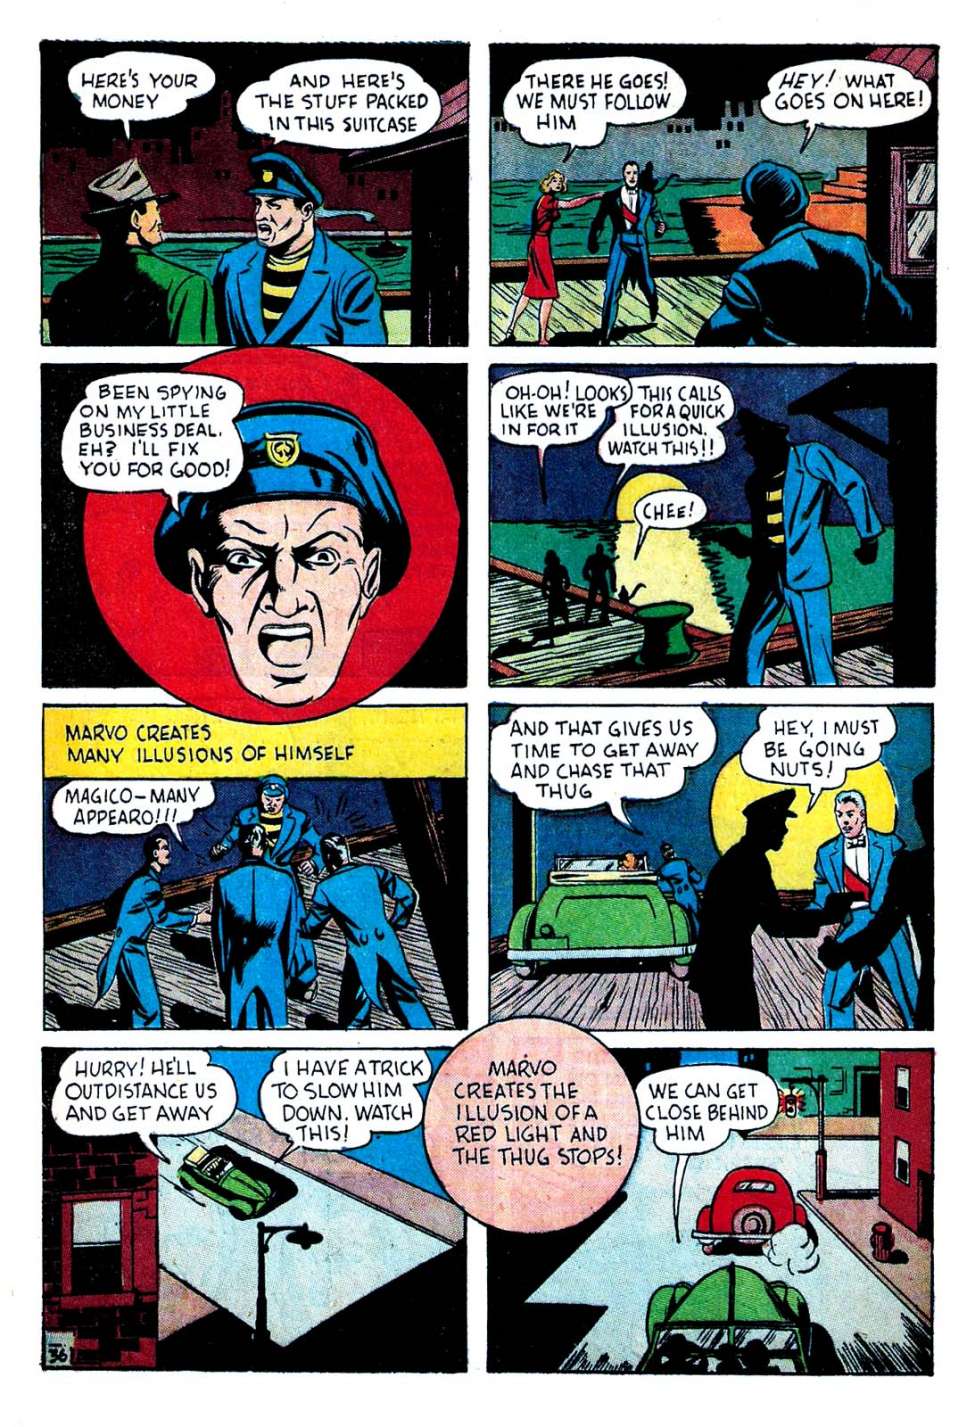 HERE'S YOUR
MONEY
AND HERE'S
THE STUFF PACKED
IN THIS SUITCASE
THERE HE GOES!
WE MUST FOLLOW
HIM
HEY! WHAT
GOES ON HERE!
BEEN SPYING
ON MY LITTLE
BUSINESS DEAL,
EH? I'LL FIX
YOU FOR GOOD!
OH-OH! LOOKS
LIKE WE'RE
IN FOR IT
THIS CALLS
FOR A QUICK
ILLUSION.
WATCH THIS!!
CHEE!
MARVO CREATES
MANY ILLUSIONS OF HIMSELF
MAGICO-MANY
APPEARO!!!
AND THAT GIVES US
TIME TO GET AWAY
AND CHASE THAT
THUG
HEY, I MUST
BE GOING
NUTS!
HURRY! HE'LL
OUTDISTANCE US
AND GET AWAY
I HAVE A TRICK
TO SLOW HIM
DOWN. WATCH
THIS!
MARVO
CREATES THE
ILLUSION OF A
RED LIGHT AND
THE THUG STOPS!
WE CAN GET
CLOSE BEHIND
HIM
36